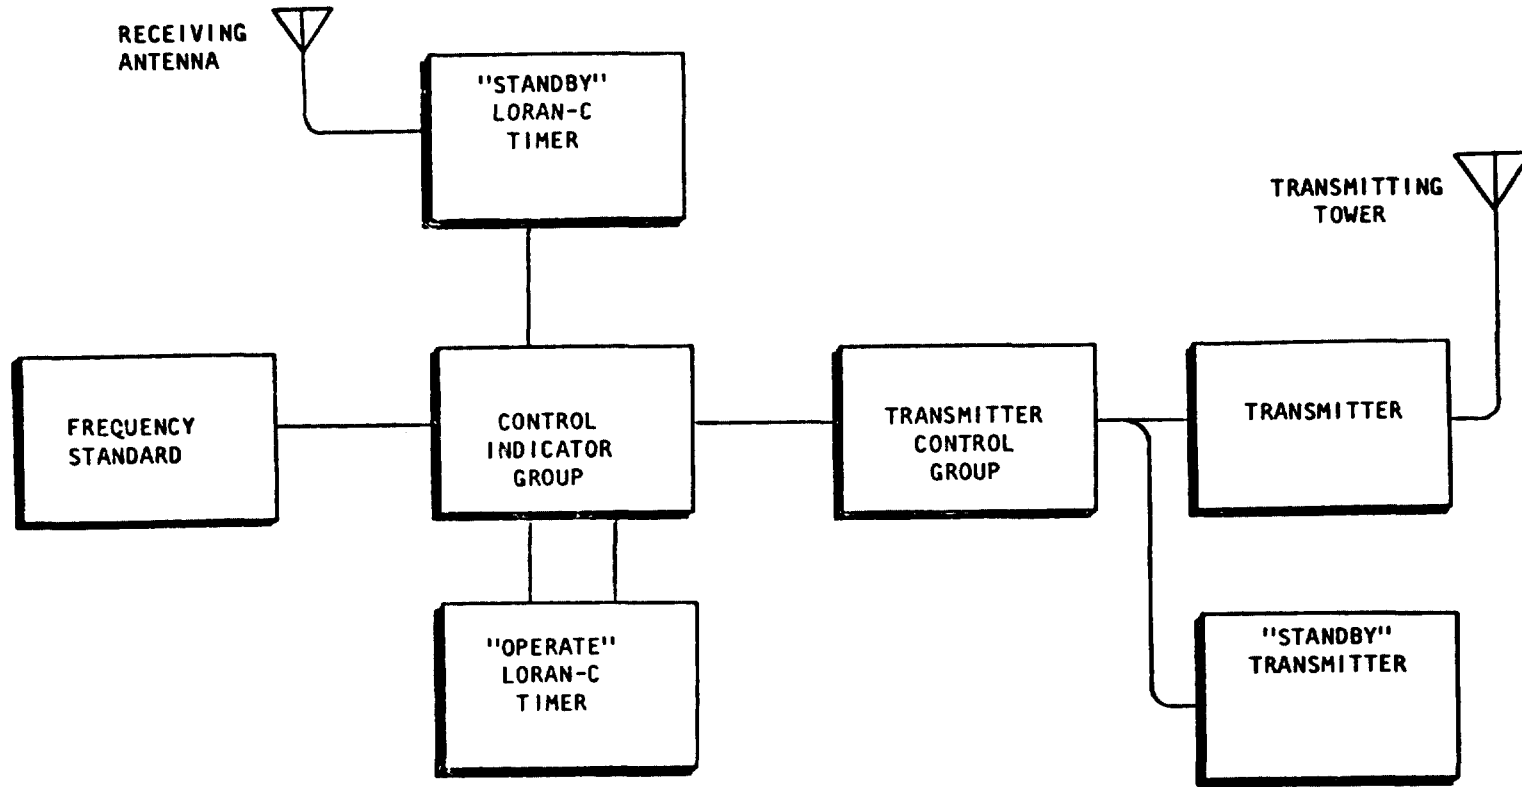 RECEIVING
ANTENNA
"STANDBY"
LORAN-C
TIMER
TRANSMITTING
TOWER
FREQUENCY
STANDARD
CONTROL
INDICATOR
GROUP
TRANSMITTER
CONTROL
GROUP
TRANSMITTER
"OPERATE"
LORAN-C
TIMER
"STANDBY"
TRANSMITTER